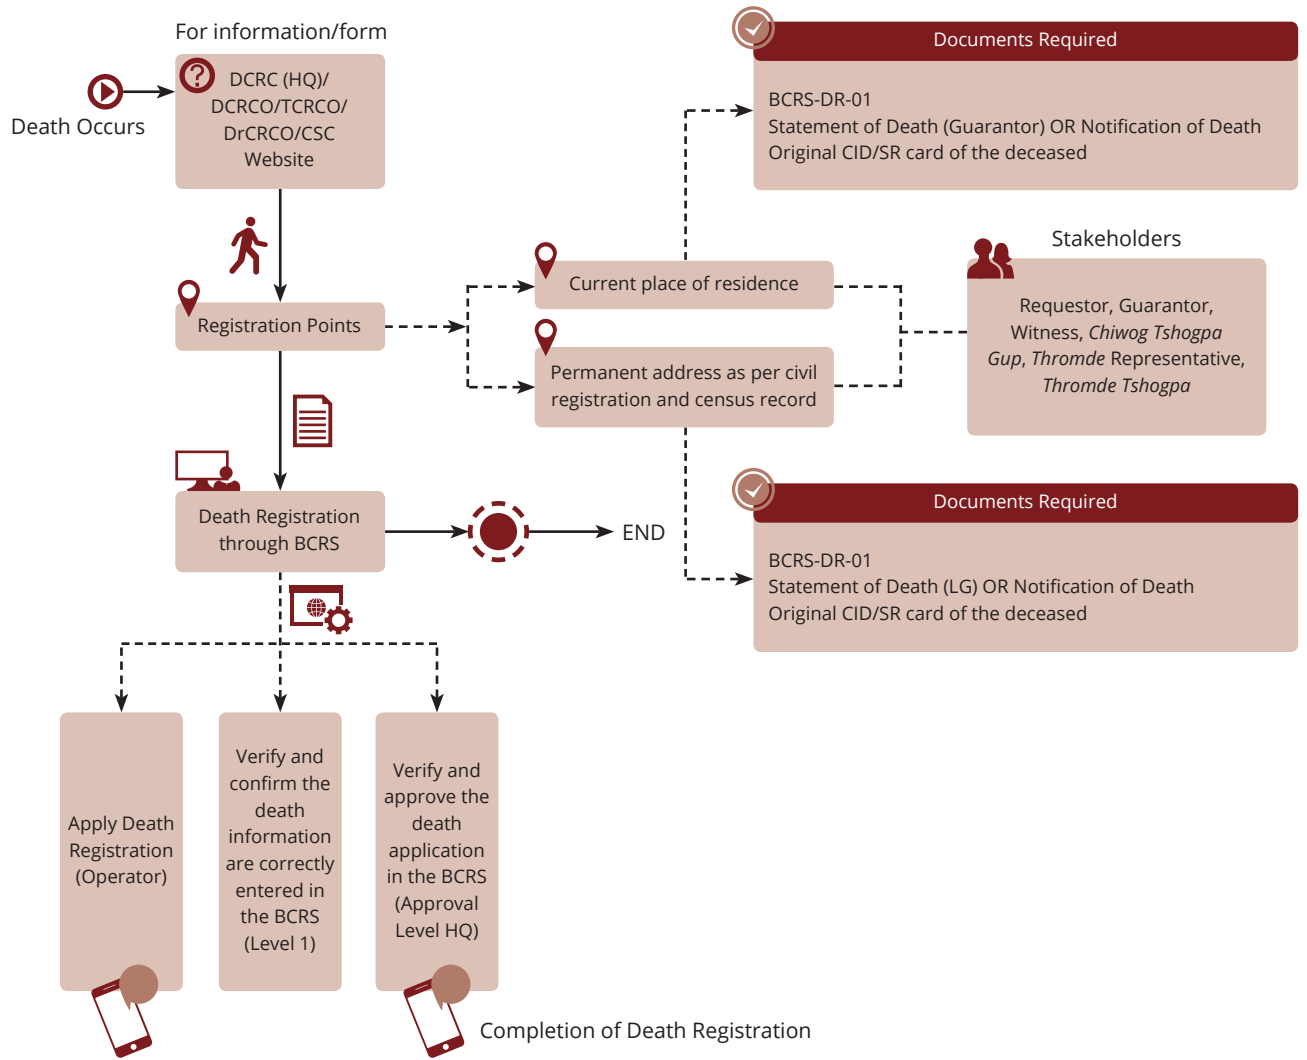 For information/form
DCRC (HQ)/
DCRCO/TCRCO/
DrCRCO/CSC
Website
Death Occurs
Registration Points
Death Registration
through BCRS
END
Current place of residence
Permanent address as per civil
registration and census record
Documents Required
BCRS-DR-01
Statement of Death (Guarantor) OR Notification of Death
Original CID/SR card of the deceased
Stakeholders
Requestor, Guarantor,
Witness, Chiwog Tshogpa
Gup, Thromde Representative,
Thromde Tshogpa
Documents Required
BCRS-DR-01
Statement of Death (LG) OR Notification of Death
Original CID/SR card of the deceased
Apply Death
Registration
(Operator)
Verify and
confirm the
death
information
are correctly
entered in
the BCRS
(Level 1)
Verify and
approve the
death
application
in the BCRS
(Approval
Level HQ)
Completion of Death Registration